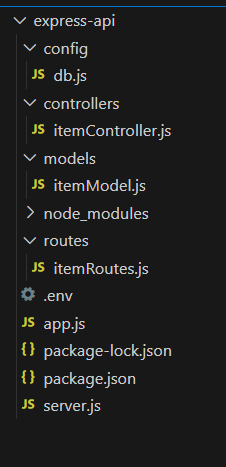 express-api
config
JS db.js
controllers
JS itemController.js
models
JS itemModel.js
node_modules
routes
JS itemRoutes.js
.env
JS app.js
{} package-lock.json
{} package.json
JS server.js